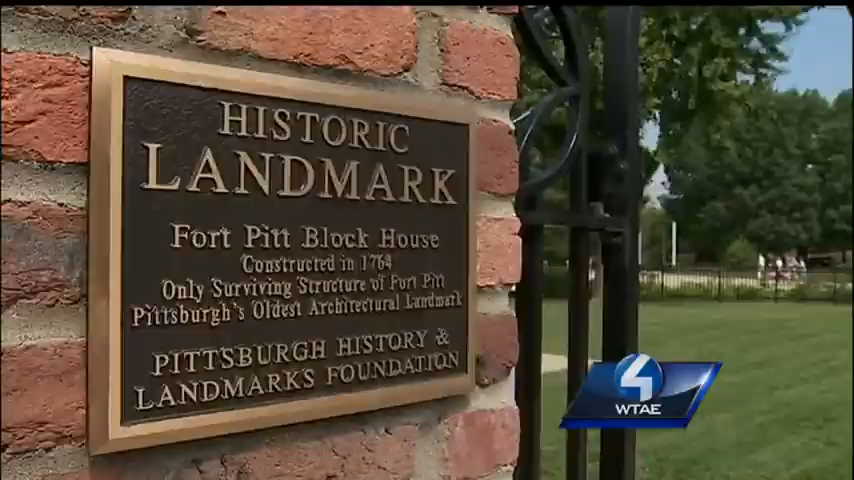 HISTORIC
LANDMARK
Fort Pitt Block House
Constructed in 1764
Only Surviving Structure of Fort Pitt
Pittsburgh's Oldest Architectural Landmark
PITTSBURGH HISTORY &
LANDMARKS FOUNDATION
4
WTAE